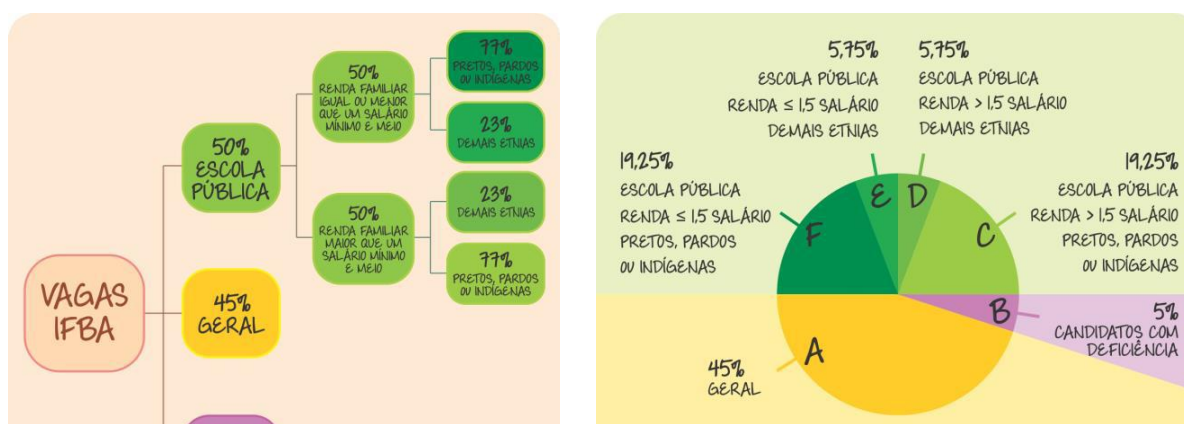 VAGAS
IFBA
50%
ESCOLA
PÚBLICA
45%
GERAL
50%
RENDA FAMILIAR
IGUAL OU MENOR
QUE UM SALÁRIO
MÍNIMO E MEIO
50%
RENDA FAMILIAR
MAIOR QUE UM
SALÁRIO MÍNIMO
E MEIO
77%
PRETOS, PARDOS
OU INDÍGENAS
23%
DEMAIS ETNIAS
23%
DEMAIS ETNIAS
77%
PRETOS, PARDOS
OU INDÍGENAS
5,75%
ESCOLA PÚBLICA
RENDA ≤ 1,5 SALÁRIO
DEMAIS ETNIAS
5,75%
ESCOLA PÚBLICA
RENDA > 1,5 SALÁRIO
DEMAIS ETNIAS
19,25%
ESCOLA PÚBLICA
RENDA ≤ 1,5 SALÁRIO
PRETOS, PARDOS
OU INDÍGENAS
19,25%
ESCOLA PÚBLICA
RENDA > 1,5 SALÁRIO
PRETOS, PARDOS
OU INDÍGENAS
F
E
D
C
B
A
5%
CANDIDATOS COM
DEFICIÊNCIA
45%
GERAL